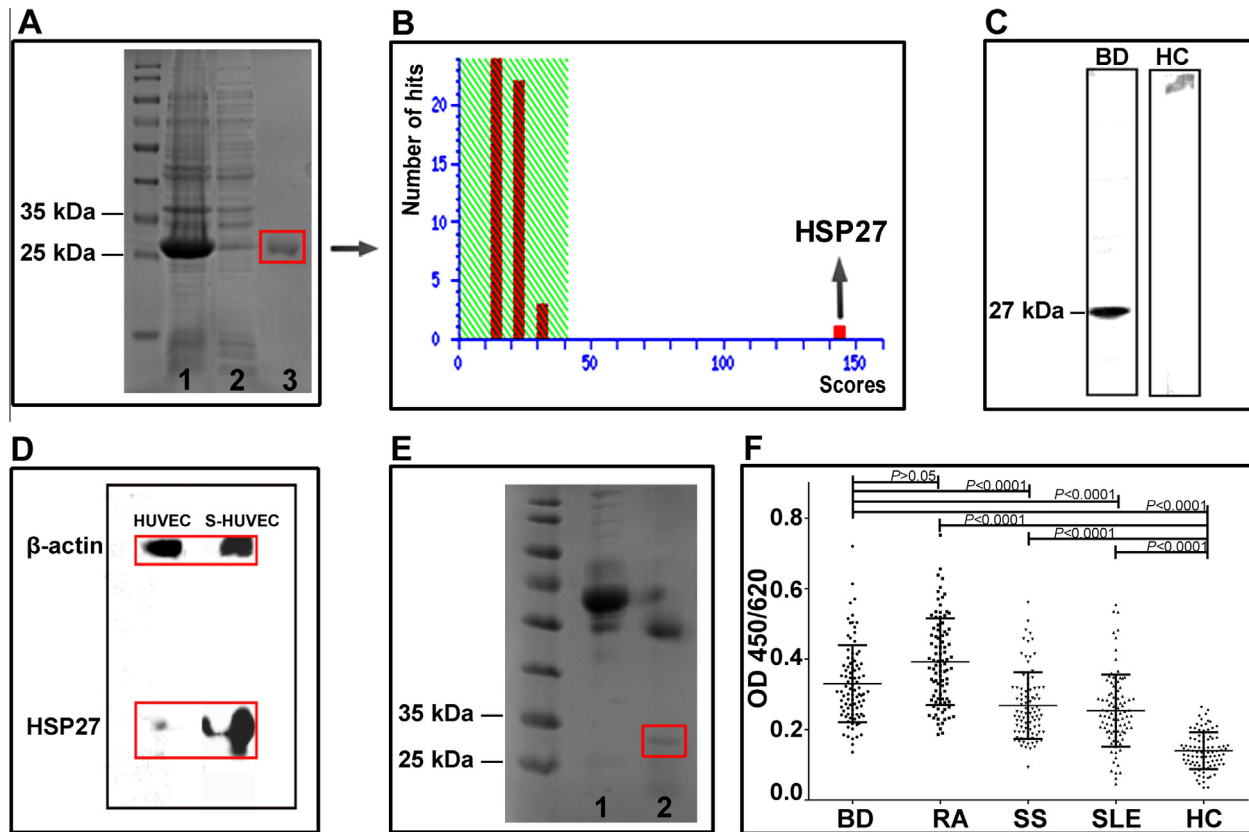 A
35 kDa
25 kDa
1 2 3
B
Number of hits
20
15
10
5
0
0 50 150
Scores
HSP27
C
BD HC
27 kDa
D
HUVEC S-HUVEC
β-actin
HSP27
E
35 kDa
25 kDa
1 2
F
P>0.05
P<0.0001
P<0.0001
P<0.0001
P<0.0001
P<0.0001
P<0.0001
OD 450/620
0.8
0.6
0.4
0.2
0.0
BD RA SS SLE HC